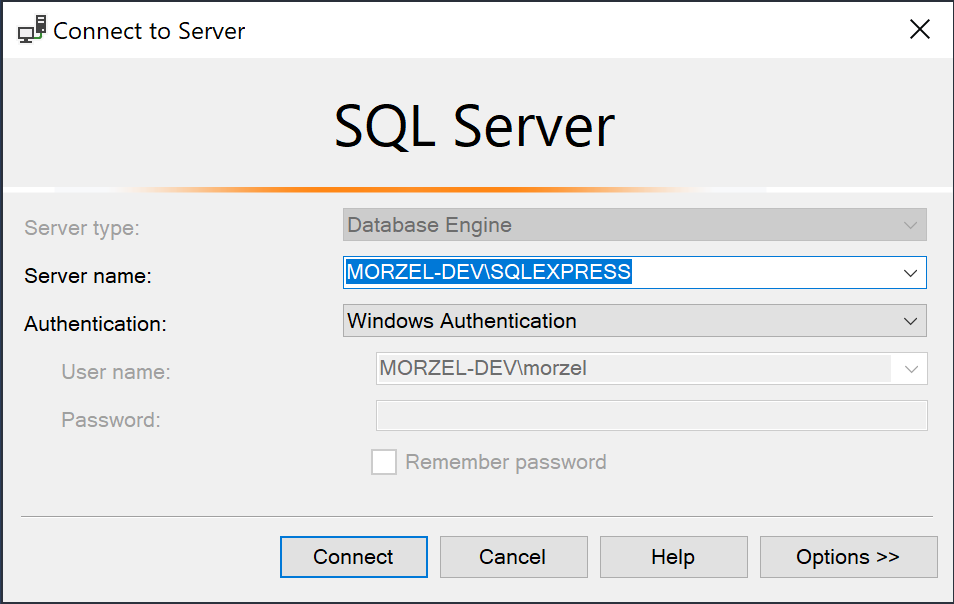 Connect to Server
SQL Server
Server type: Database Engine
Server name: MORZEL-DEV\SQLEXPRESS
Authentication: Windows Authentication
User name: MORZEL-DEV\morzel
Password:
Remember password
Connect Cancel Help Options >>